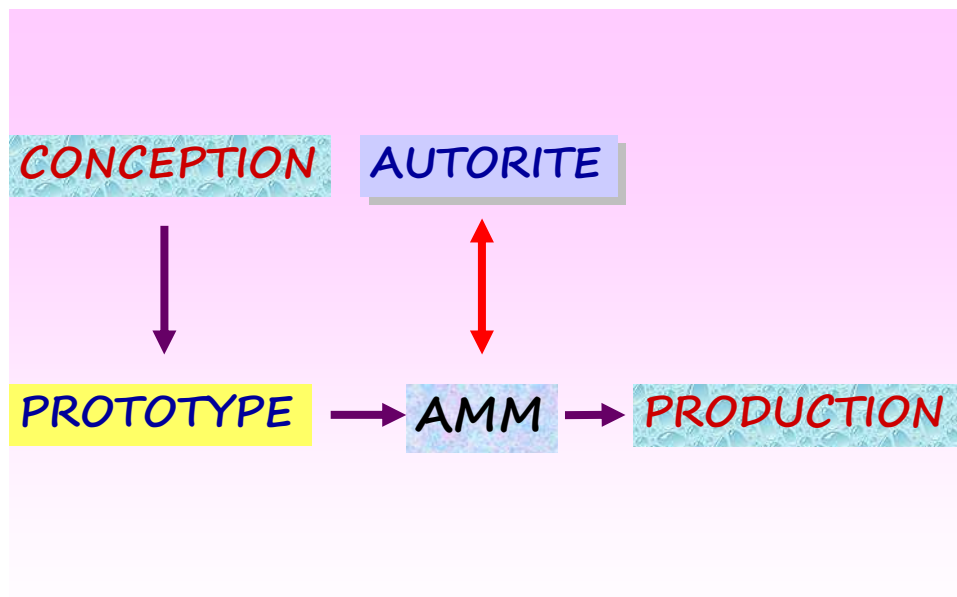 CONCEPTION
AUTORITE
PROTOTYPE
AMM
PRODUCTION